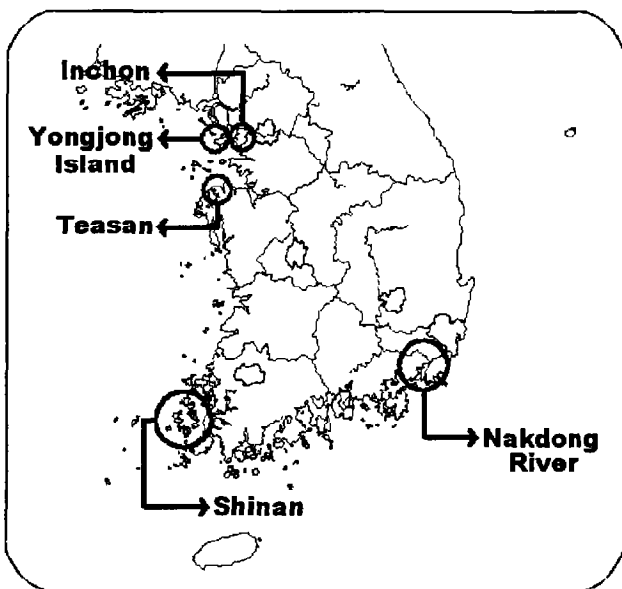 Inchon
Yongjong
Island
Teasan
Nakdong
River
Shinan